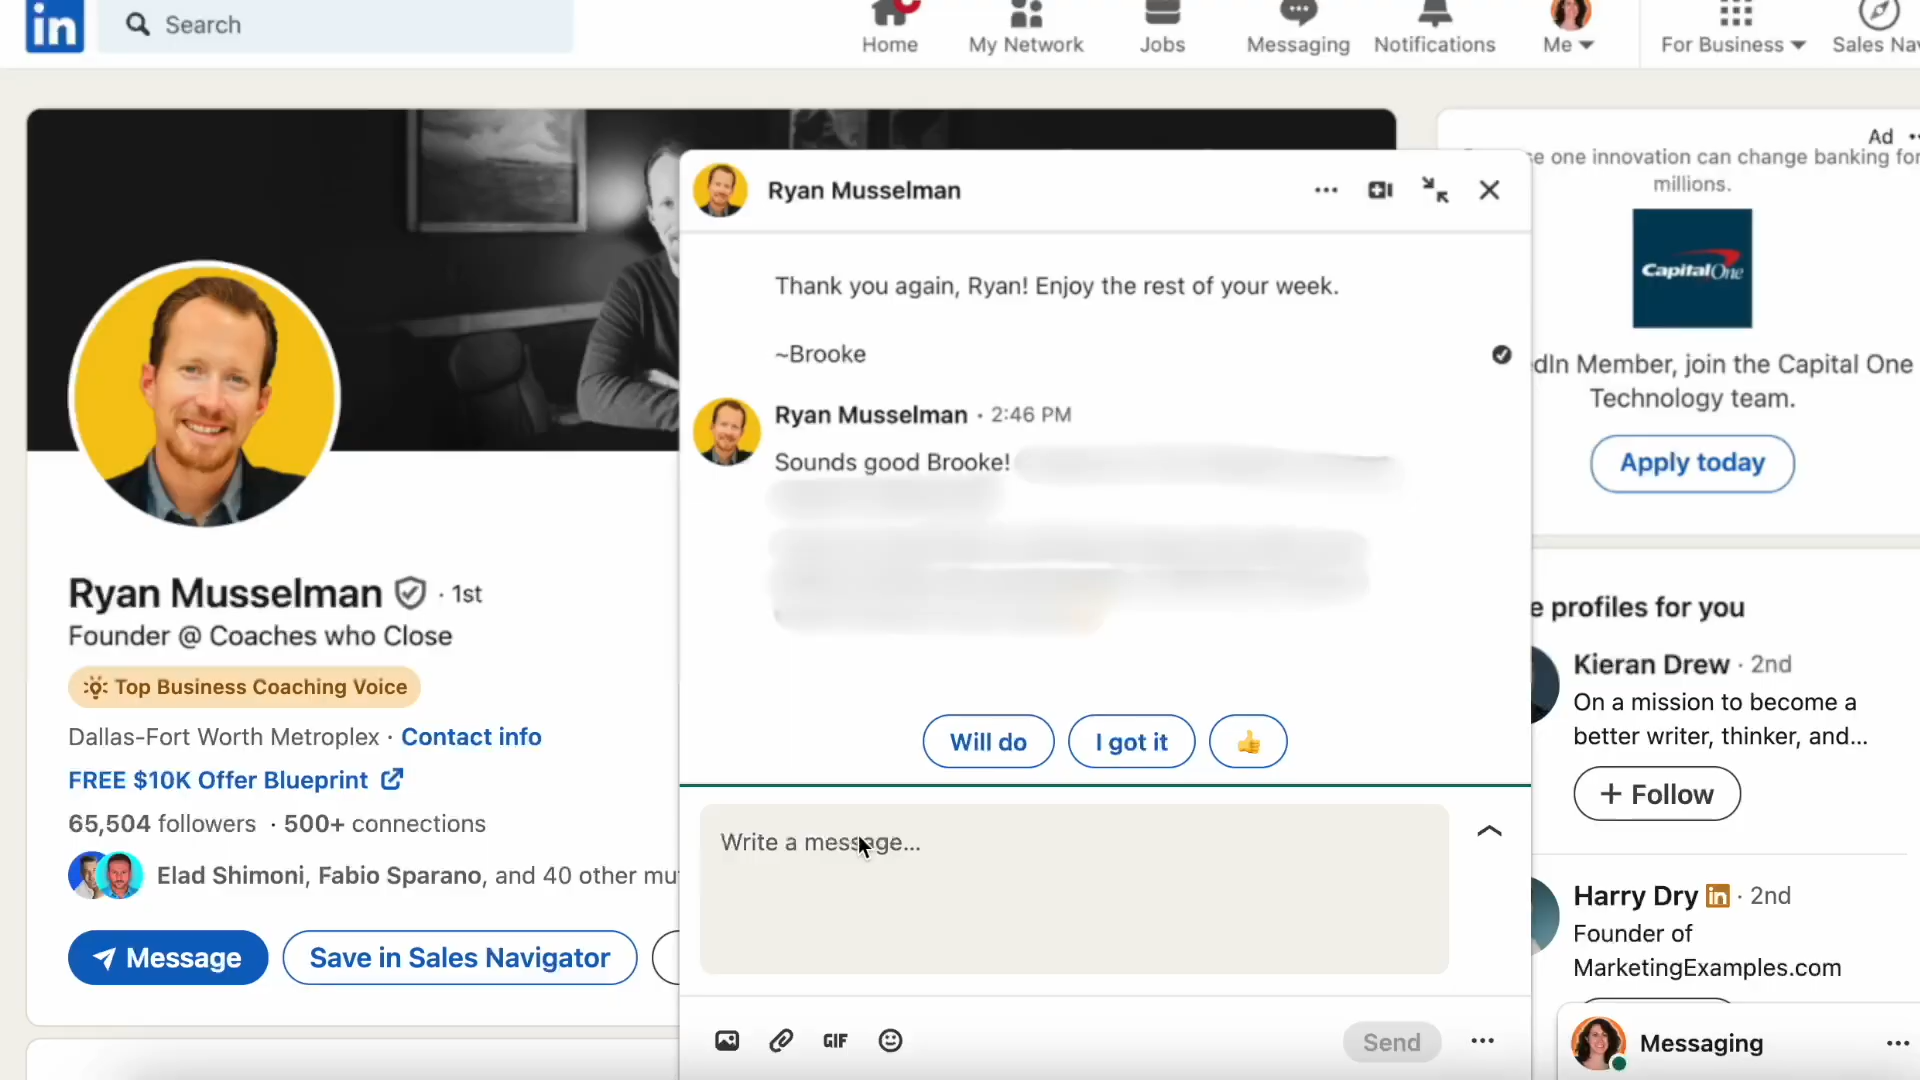 in Search
Home
My Network
Jobs
Messaging
Notifications
Me
For Business
Sales Nav
Ryan Musselman
Thank you again, Ryan! Enjoy the rest of your week.
~Brooke
Ryan Musselman • 2:46 PM
Sounds good Brooke!
Will do
I got it
Write a message...
GIF
Send
Ryan Musselman · 1st
Founder @ Coaches who Close
Top Business Coaching Voice
Dallas-Fort Worth Metroplex · Contact info
FREE $10K Offer Blueprint
65,504 followers · 500+ connections
Elad Shimoni, Fabio Sparano, and 40 other mu
Message
Save in Sales Navigator
Ad
se one innovation can change banking for
millions.
CapitalOne
dIn Member, join the Capital One
Technology team.
Apply today
e profiles for you
Kieran Drew · 2nd
On a mission to become a
better writer, thinker, and...
+ Follow
Harry Dry in · 2nd
Founder of
MarketingExamples.com
Messaging